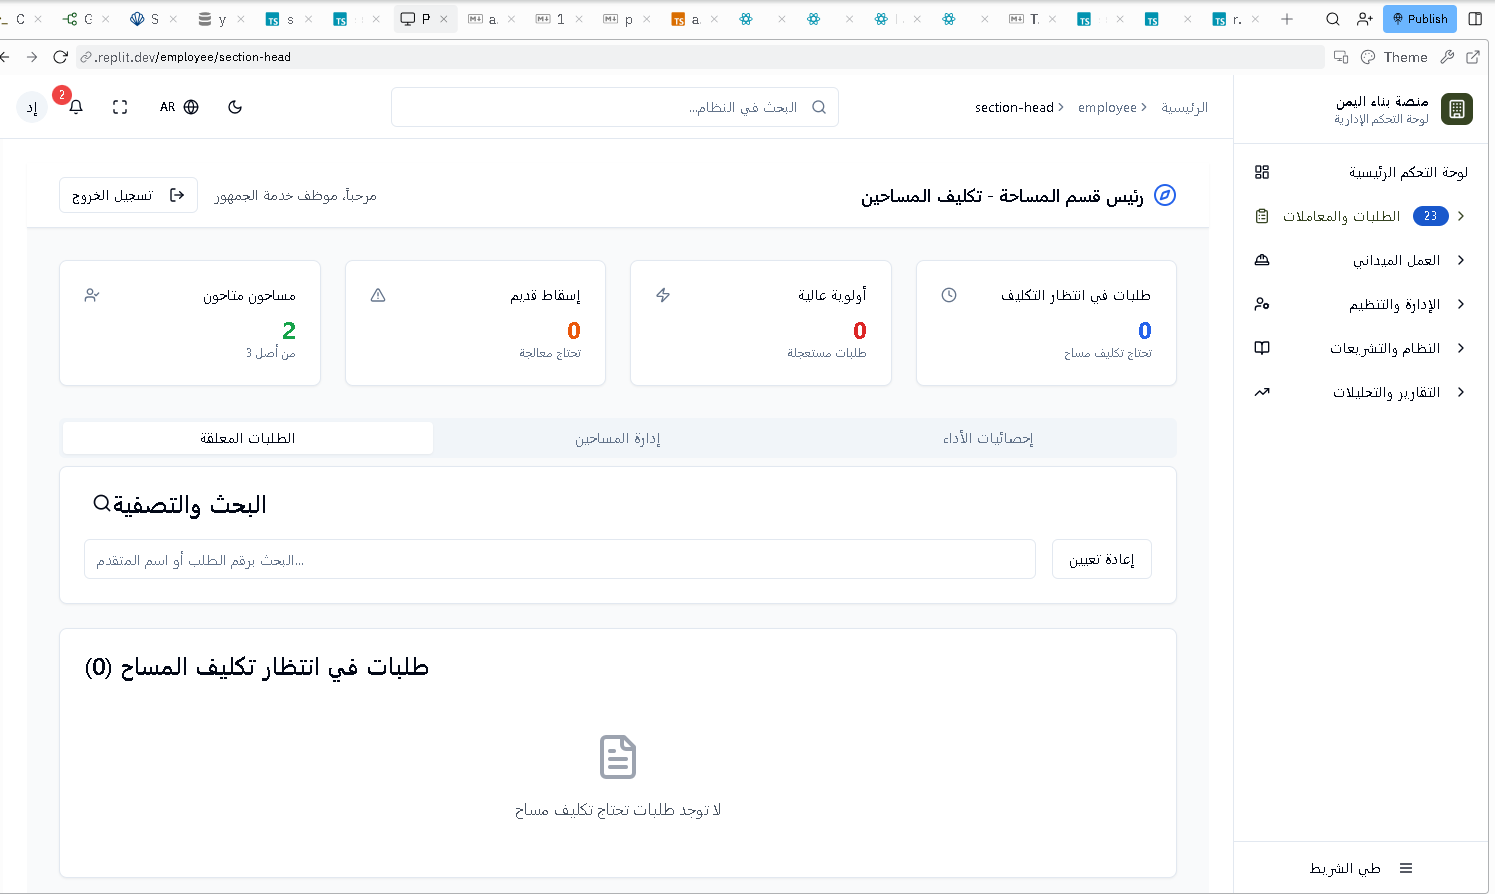 C
G
S
y
s
P
a.
1
p
a.
T.
r.
Publish
.replit.dev/employee/section-head
Theme
منصة بناء اليمن
لوحة التحكم الإدارية
الرئيسية
employee
section-head
البحث في النظام...
AR
2
إد
لوحة التحكم الرئيسية
الطلبات والمعاملات
23
العمل الميداني
الإدارة والتنظيم
النظام والتشريعات
التقارير والتحليلات
طي الشريط
رئيس قسم المساحة - تكليف المساحين
مرحباً، موظف خدمة الجمهور
تسجيل الخروج
طلبات في انتظار التكليف
0
تحتاج تكليف مساح
أولوية عالية
0
طلبات مستعجلة
إسقاط قديم
0
تحتاج معالجة
مساحون متاحون
2
من أصل 3
إحصائيات الأداء
إدارة المساحين
الطلبات المعلقة
البحث والتصفية
إعادة تعيين
البحث برقم الطلب أو اسم المتقدم...
طلبات في انتظار تكليف المساح (0)
لا توجد طلبات تحتاج تكليف مساح